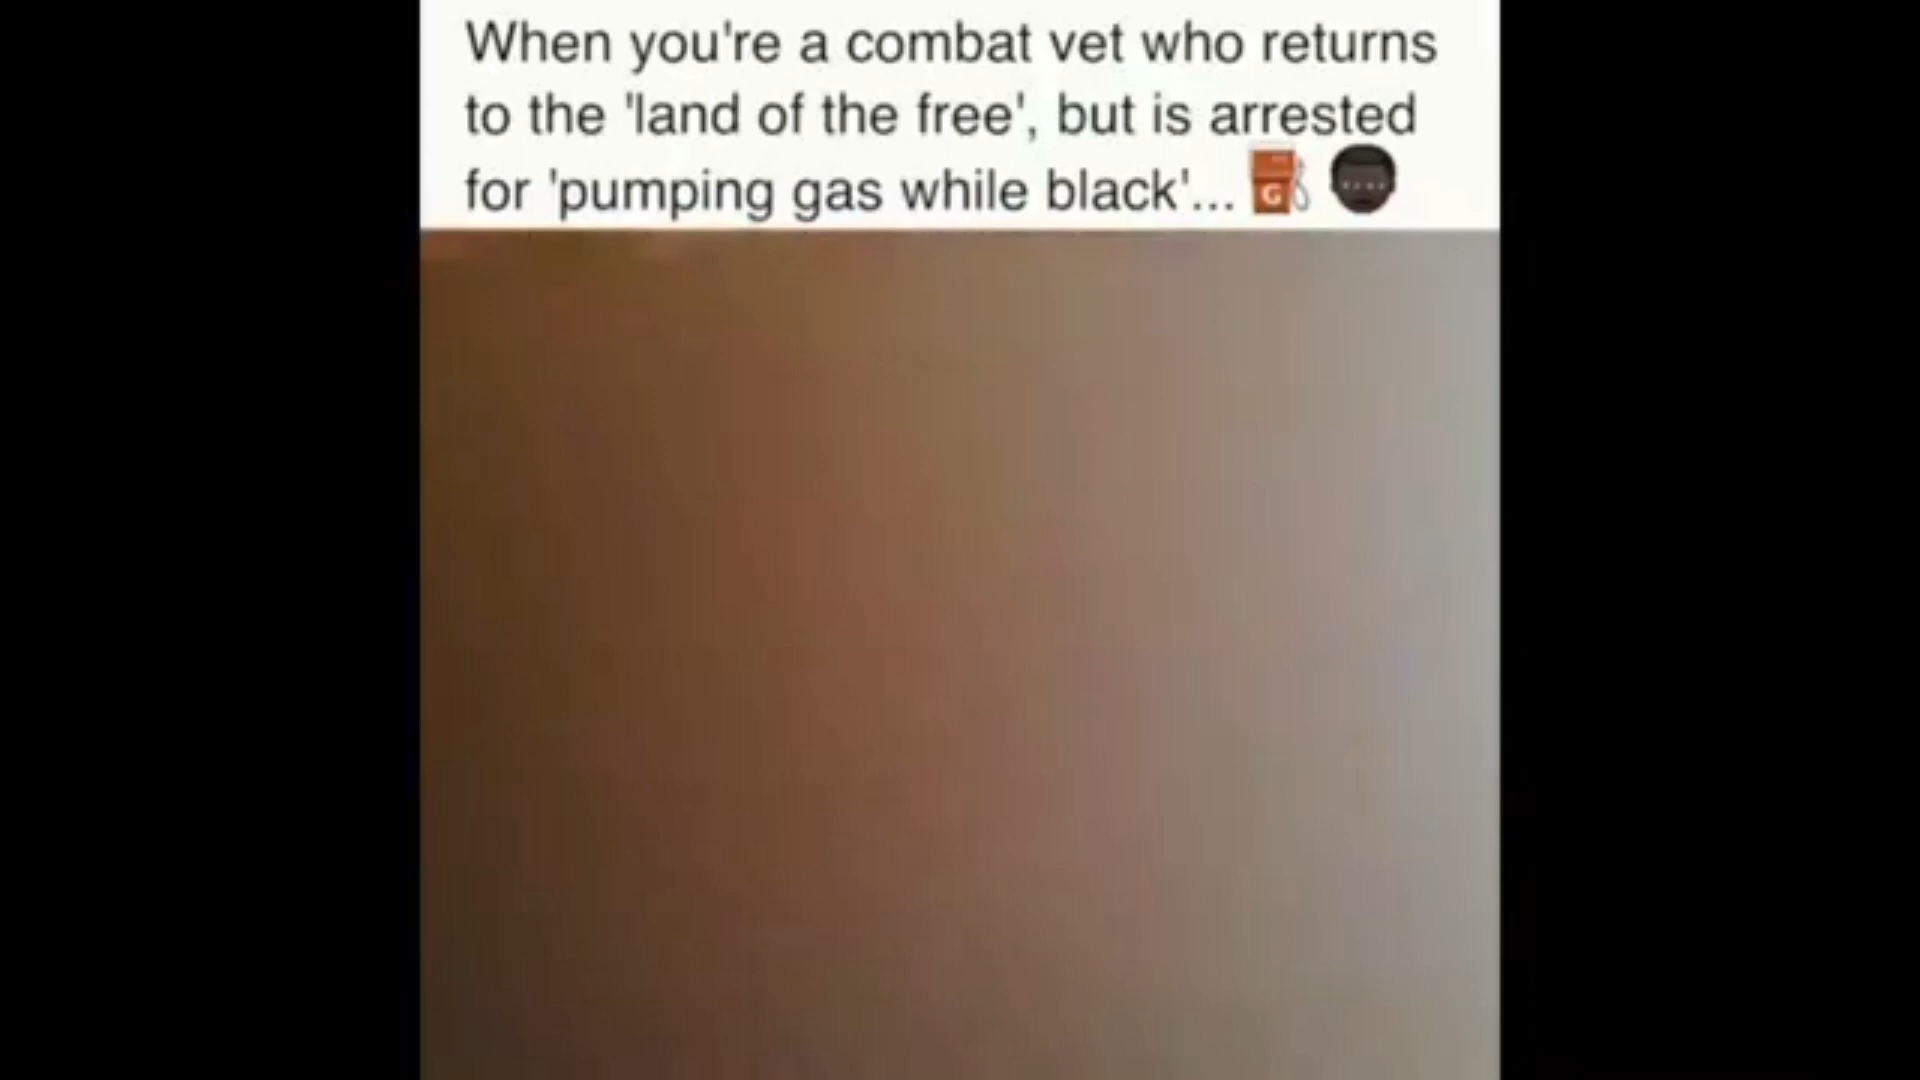 When you're a combat vet who returns
to the 'land of the free', but is arrested
for 'pumping gas while black'...⛽👨🏿
G